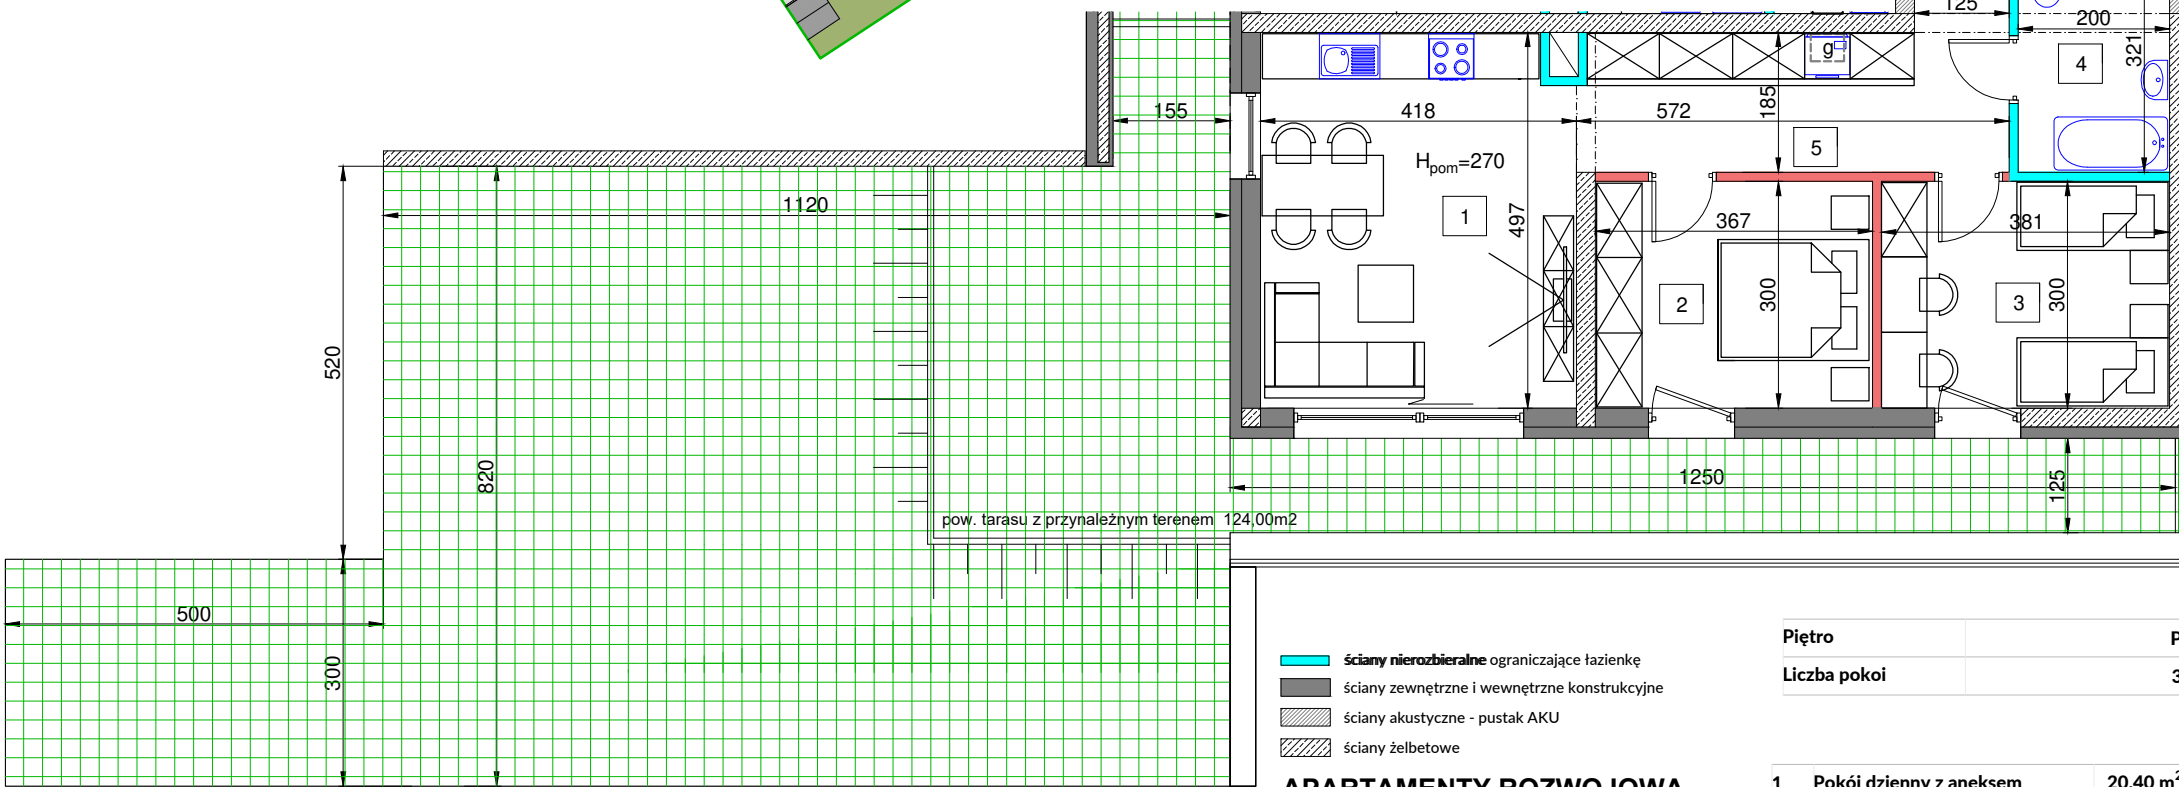 125
200
321
4
g
155
418
572
185
5
Hpom=270
1120
1
497
367
381
2
300
3
300
520
820
1250
125
pow. tarasu z przynależnym terenem 124,00m2
500
300
ściany nierozbieralne ograniczające łazienkę
ściany zewnętrzne i wewnętrzne konstrukcyjne
ściany akustyczne - pustak AKU
ściany żelbetowe
Piętro P
Liczba pokoi 3
APARTAMENTY ROZWOJOWA
1 Pokój dzienny z aneksem 20,40 m²